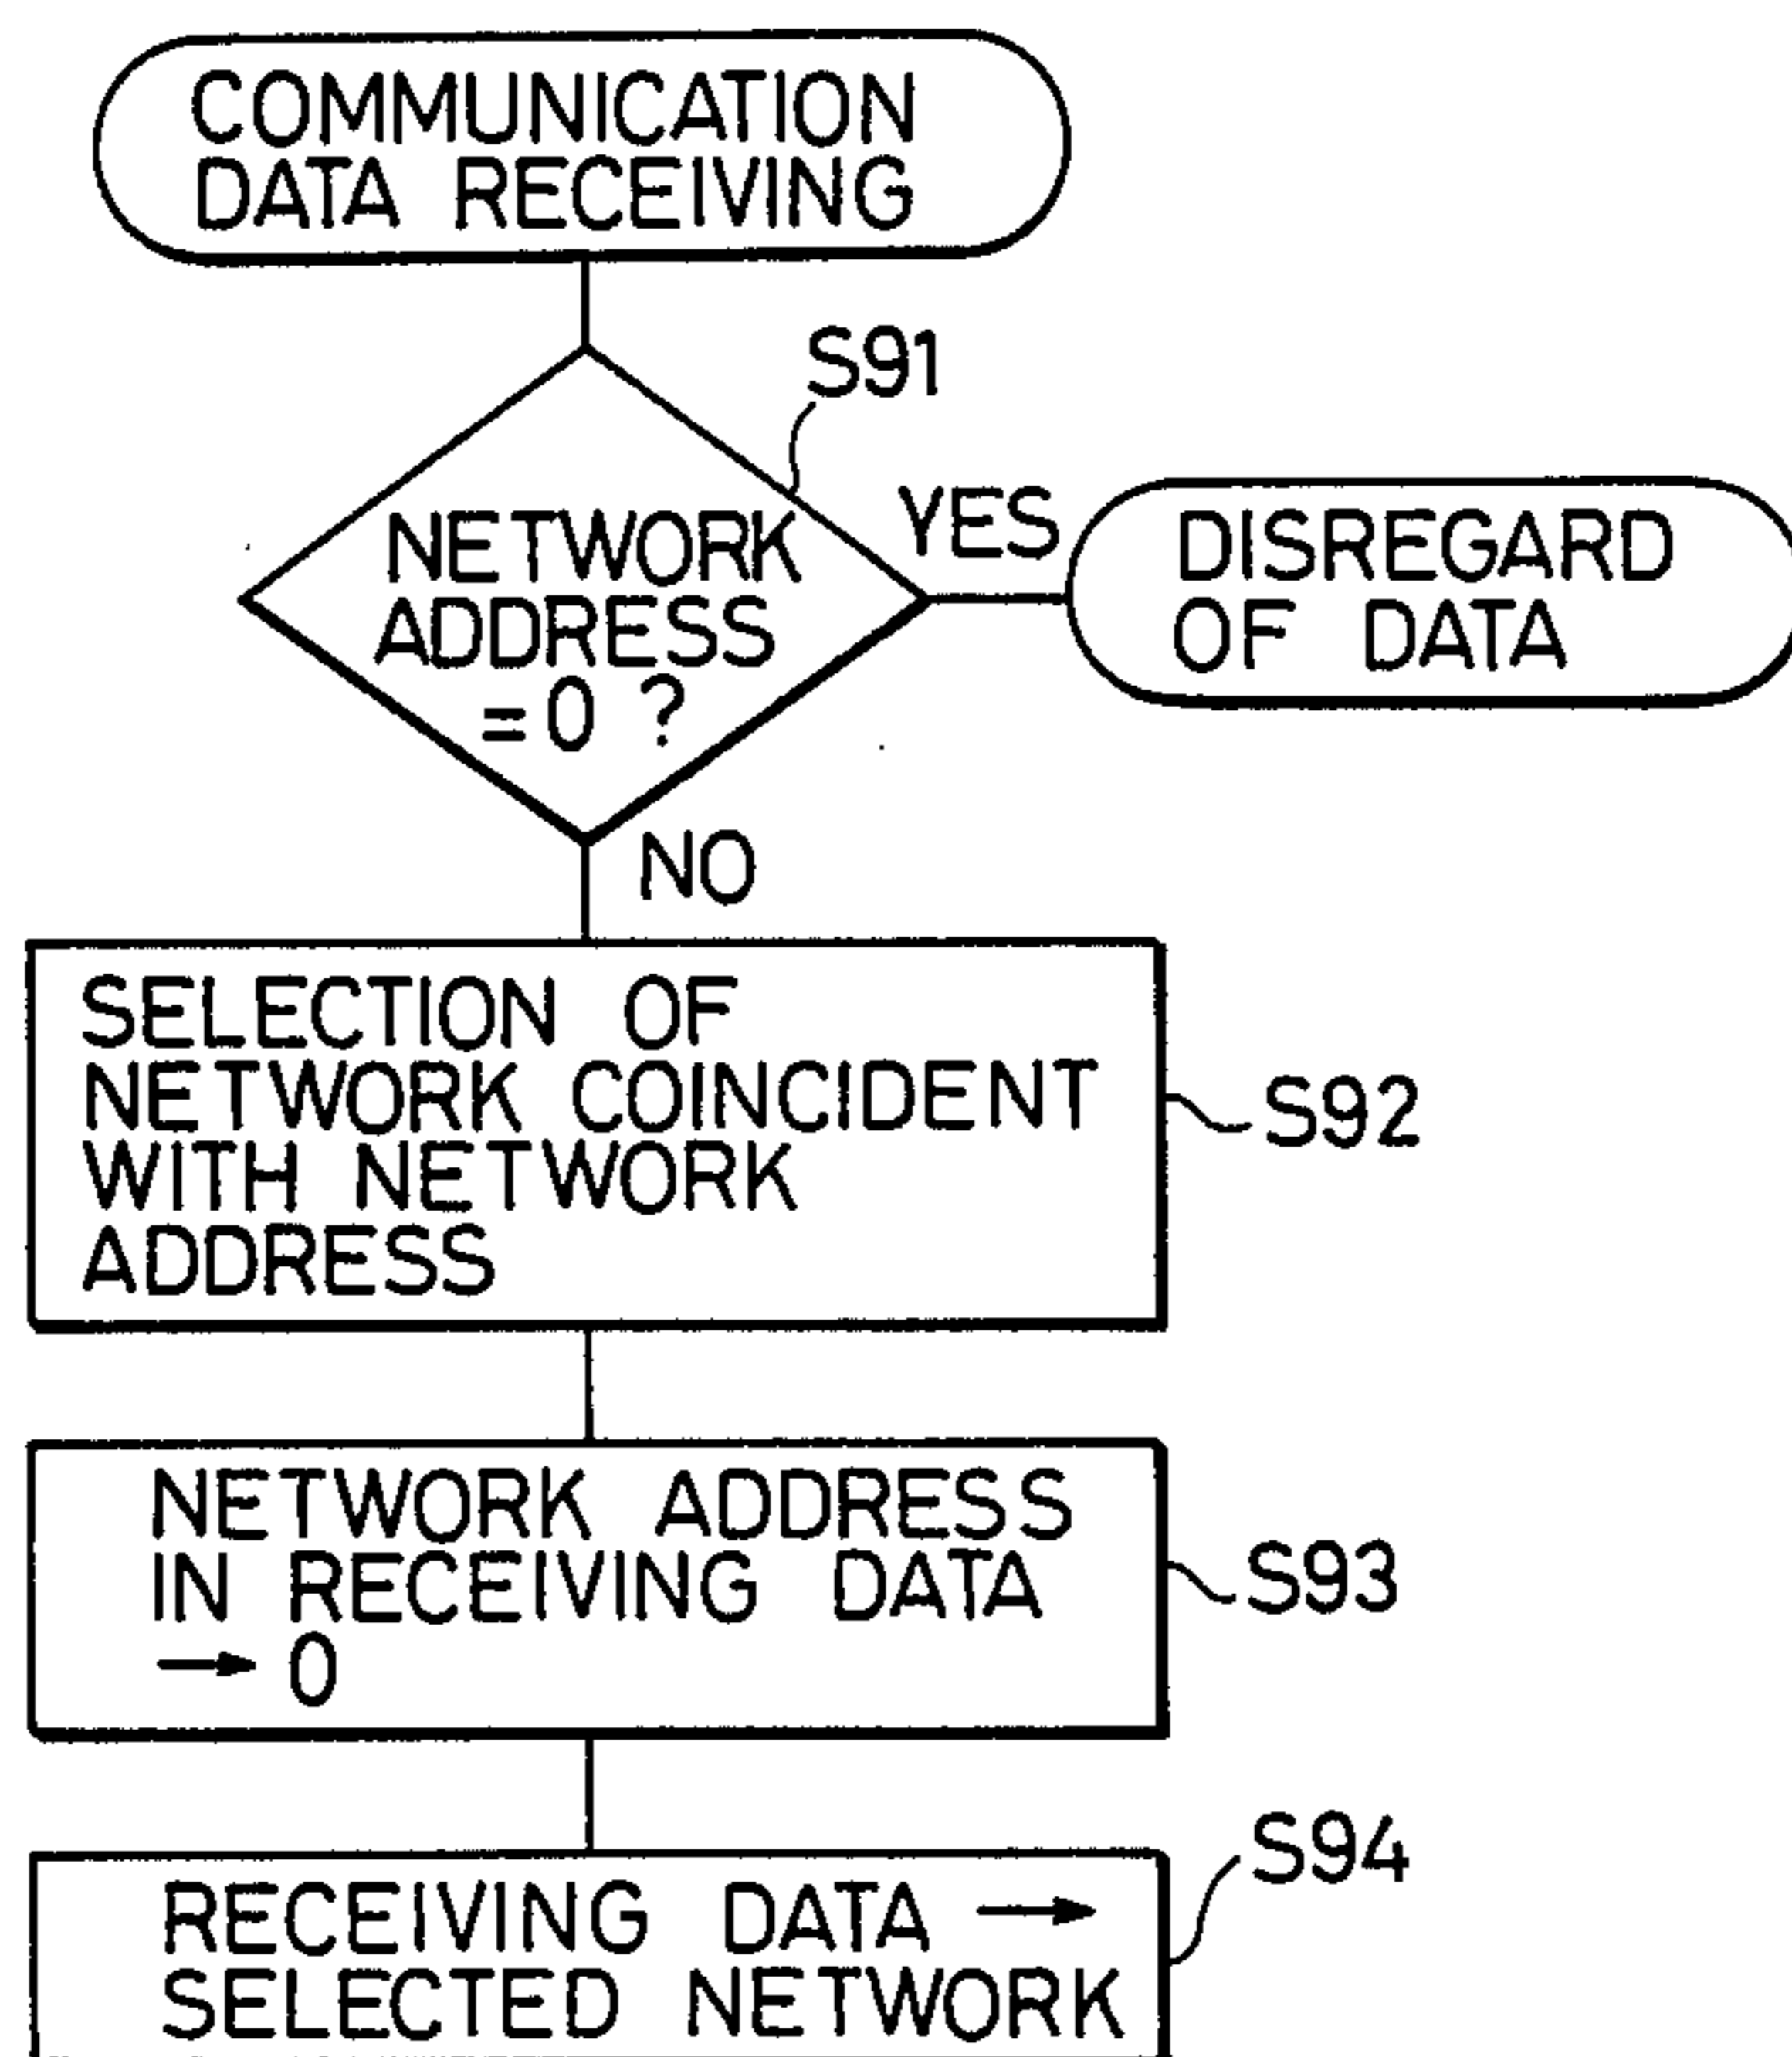 COMMUNICATION
DATA RECEIVING
S91
NETWORK
ADDRESS
=0 ?
YES
DISREGARD
OF DATA
NO
SELECTION OF
NETWORK COINCIDENT
WITH NETWORK
ADDRESS
S92
NETWORK ADDRESS
IN RECEIVING DATA
→ 0
S93
S94
RECEIVING DATA →
SELECTED NETWORK